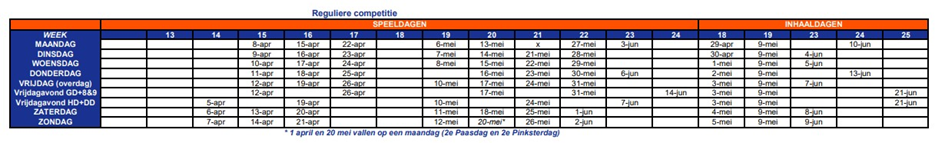 Reguliere competitie
SPEELDAGEN INHAALDAGEN
WEEK 13 14 15 16 17 18 19 20 21 22 23 24 18 19 23 24 25
MAANDAG 8-apr 15-apr 22-apr 6-mei 13-mei x 27-mei 3-jun 29-apr 9-mei 10-jun
DINSDAG 9-apr 16-apr 23-apr 7-mei 14-mei 21-mei 28-mei 30-apr 9-mei 4-jun
WOENSDAG 10-apr 17-apr 24-apr 8-mei 15-mei 22-mei 29-mei 1-mei 9-mei 5-jun
DONDERDAG 11-apr 18-apr 25-apr 16-mei 23-mei 30-mei 6-jun 2-mei 9-mei 13-jun
VRIJDAG (overdag) 12-apr 19-apr 26-apr 10-mei 17-mei 24-mei 31-mei 3-mei 9-mei 7-jun
Vrijdagavond GD+8&9 12-apr 26-apr 17-mei 31-mei 14-jun 3-mei 9-mei 21-jun
Vrijdagavond HD+DD 5-apr 19-apr 10-mei 24-mei 7-jun 3-mei 9-mei 21-jun
ZATERDAG 6-apr 13-apr 20-apr 11-mei 18-mei 25-mei 1-jun 4-mei 9-mei 8-jun
ZONDAG 7-apr 14-apr 21-apr 12-mei 20-mei* 26-mei 2-jun 5-mei 9-mei 9-jun
* 1 april en 20 mei vallen op een maandag (2e Paasdag en 2e Pinksterdag)